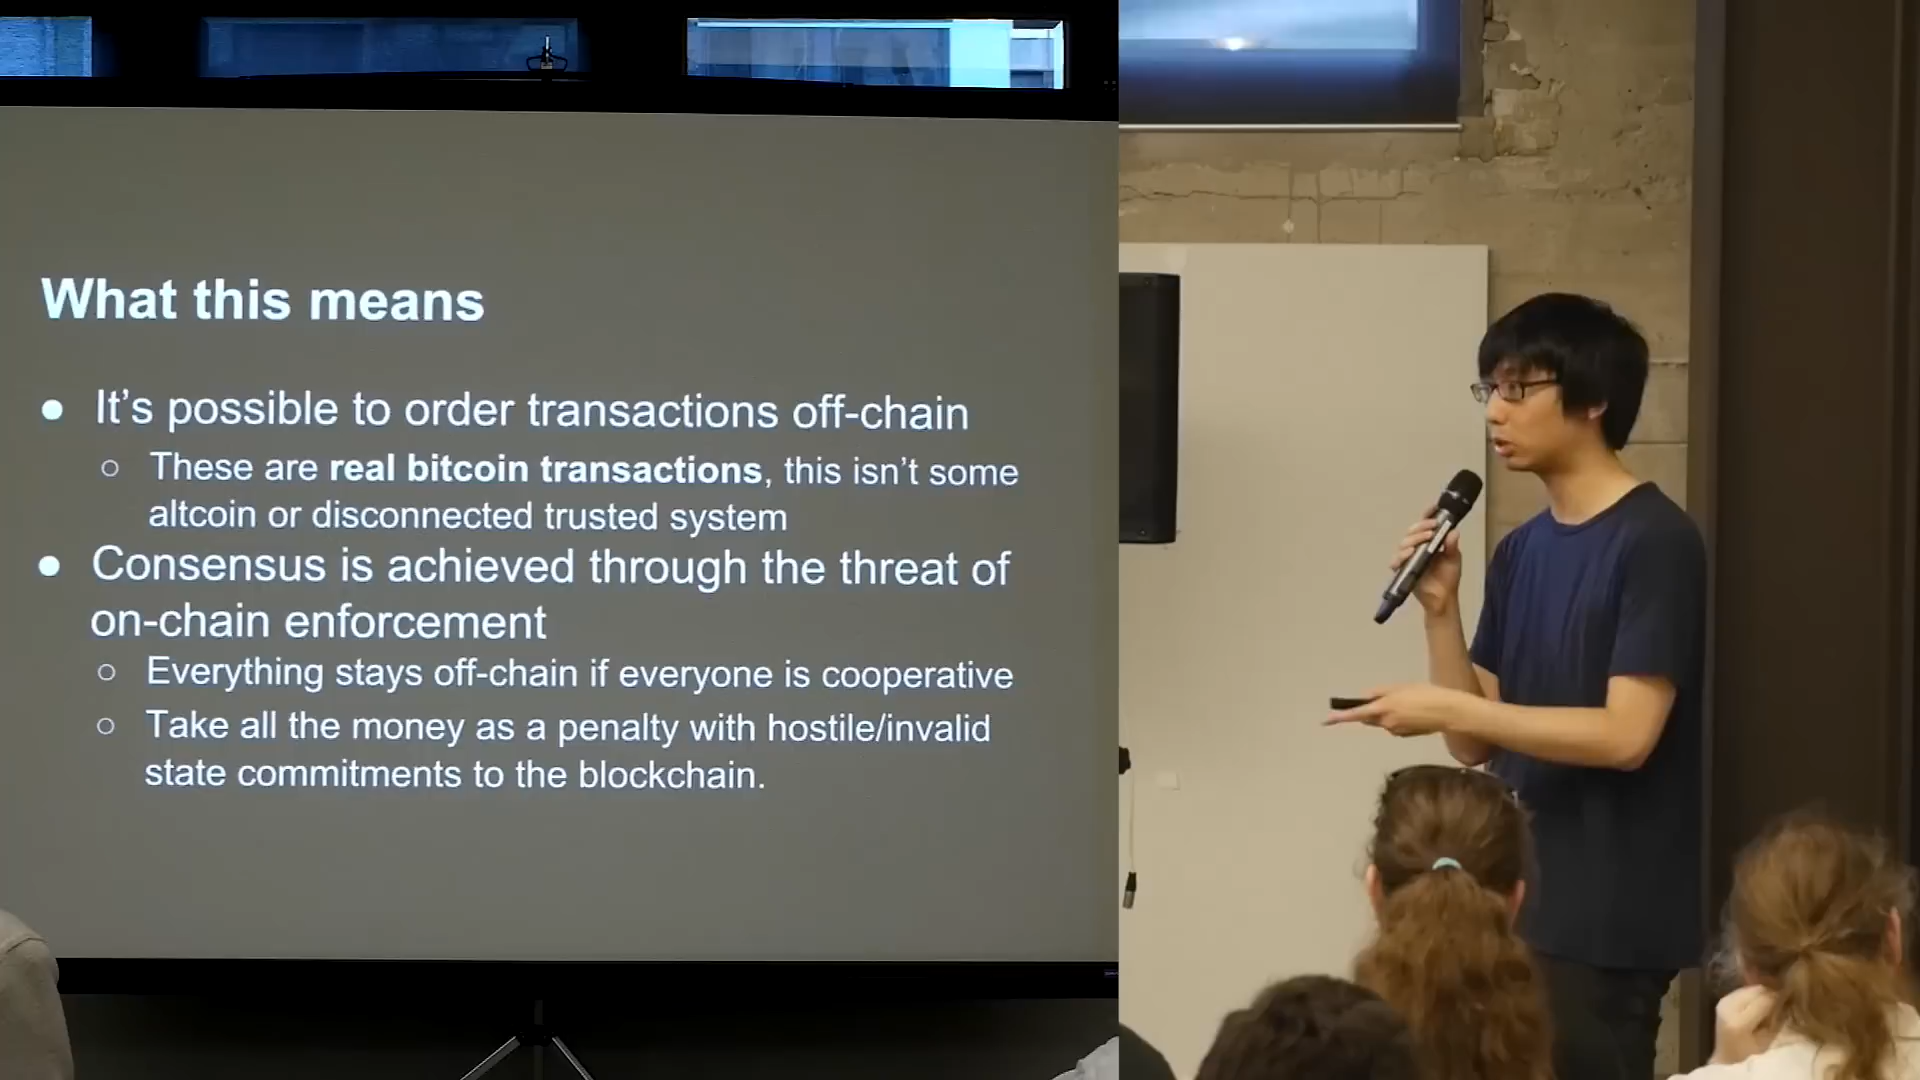 What this means
● It’s possible to order transactions off-chain
○ These are real bitcoin transactions, this isn’t some
altcoin or disconnected trusted system
● Consensus is achieved through the threat of
on-chain enforcement
○ Everything stays off-chain if everyone is cooperative
○ Take all the money as a penalty with hostile/invalid
state commitments to the blockchain.